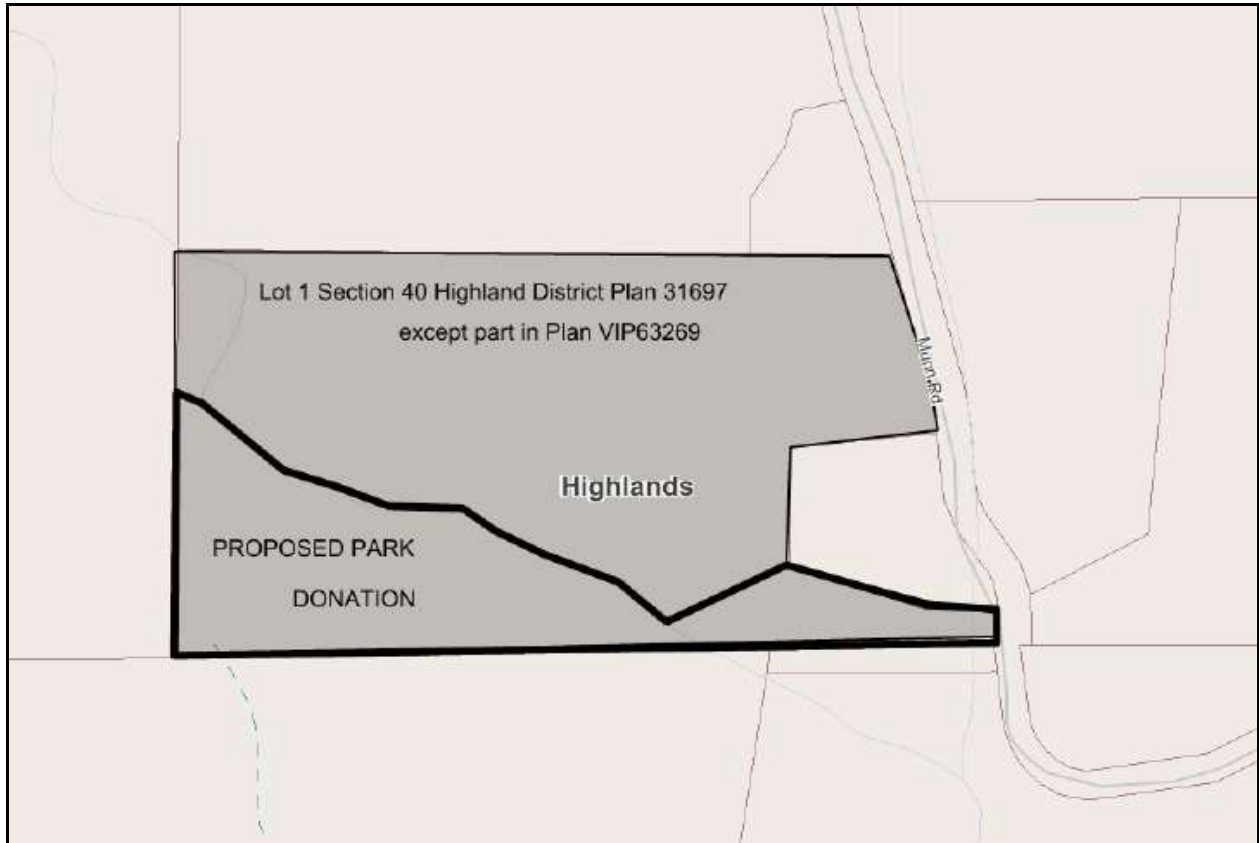 Lot 1 Section 40 Highland District Plan 31697
except part in Plan VIP63269
Munn Rd
Highlands
PROPOSED PARK
DONATION